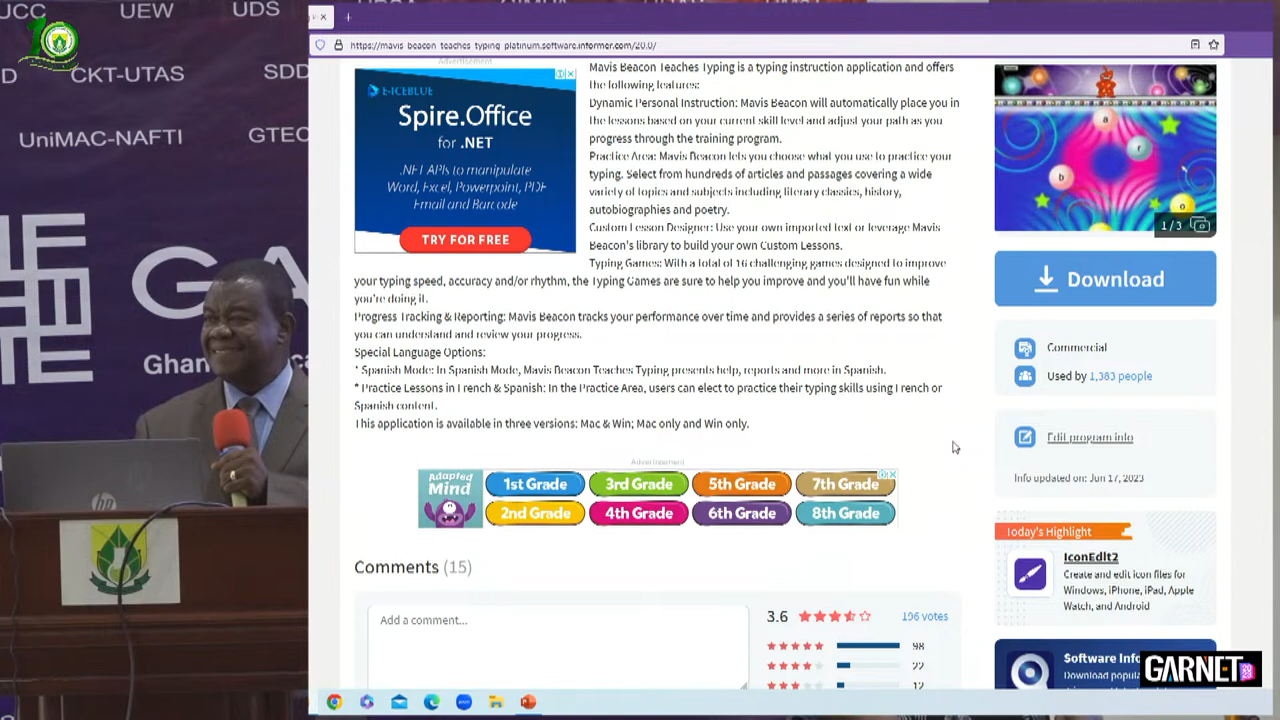 UCC UEW UDS
CKT-UTAS SDD
UniMAC-NAFTI GTEC
GA
Ghan
hp
https://mavis beacon teaches typing platinum.software.informer.com/20.0/
Advertisement
E-ICEBLUE
Spire.Office
for .NET
.NET APIs to manipulate
Word, Excel, Powerpoint, PDF
Email and Barcode
TRY FOR FREE
Mavis Beacon Teaches Typing is a typing instruction application and offers
the following features:
Dynamic Personal Instruction: Mavis Beacon will automatically place you in
the lessons based on your current skill level and adjust your path as you
progress through the training program.
Practice Area: Mavis Beacon lets you choose what you use to practice your
typing. Select from hundreds of articles and passages covering a wide
variety of topics and subjects including literary classics, history,
autobiographies and poetry.
Custom Lesson Designer: Use your own imported text or leverage Mavis
Beacon's library to build your own Custom Lessons.
Typing Games: With a total of 16 challenging games designed to improve
your typing speed, accuracy and/or rhythm, the Typing Games are sure to help you improve and you'll have fun while
you're doing it.
Progress Tracking & Reporting: Mavis Beacon tracks your performance over time and provides a series of reports so that
you can understand and review your progress.
Special Language Options:
* Spanish Mode: In Spanish Mode, Mavis Beacon Teaches Typing presents help, reports and more in Spanish.
* Practice Lessons in French & Spanish: In the Practice Area, users can elect to practice their typing skills using French or
Spanish content.
This application is available in three versions: Mac & Win; Mac only and Win only.
Advertisement
Adapted
Mind
1st Grade 3rd Grade 5th Grade 7th Grade
2nd Grade 4th Grade 6th Grade 8th Grade
Comments (15)
Add a comment...
3.6 196 votes
98
22
12
a
r
b
o
1/3
Download
Commercial
Used by 1,383 people
Edit program info
Info updated on: Jun 17, 2023
Today's Highlight
IconEdit2
Create and edit icon files for
Windows, iPhone, iPad, Apple
Watch, and Android
Software Info
Download popula
GARNET